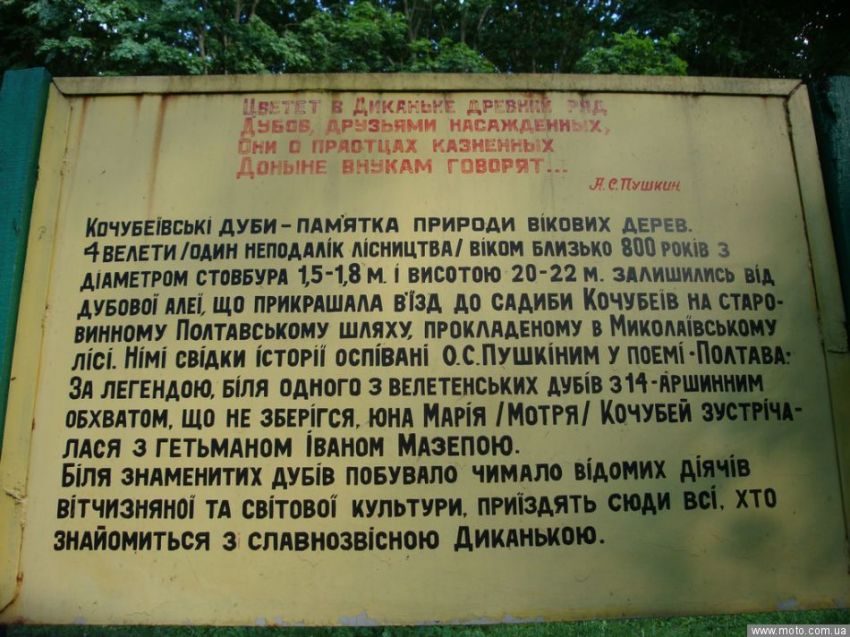 Цветет в Диканьке древний ряд
Дубов, друзьями насажденных,
Они о праотцах казненных
Доныне внукам говорят...
А.С.Пушкин
Кочубеївські дуби – пам'ятка природи вікових дерев.
4 велети /один неподалік лісництва/ віком близько 800 років з
діаметром стовбура 1,5-1,8 м. і висотою 20-22 м. залишились від
дубової алеї, що прикрашала в'їзд до садиби Кочубеїв на старо-
винному Полтавському шляху, прокладеному в Миколаївському
лісі. Німі свідки історії оспівані О.С.Пушкіним у поемі "Полтава".
За легендою, біля одного з велетенських дубів з 14-аршинним
обхватом, що не зберігся, юна Марія /Мотря/ Кочубей зустріча-
лася з гетьманом Іваном Мазепою.
Біля знаменитих дубів побувало чимало відомих діячів
вітчизняної та світової культури, приїздять сюди всі, хто
знайомиться з славнозвісною Диканькою.
www.moto.com.ua